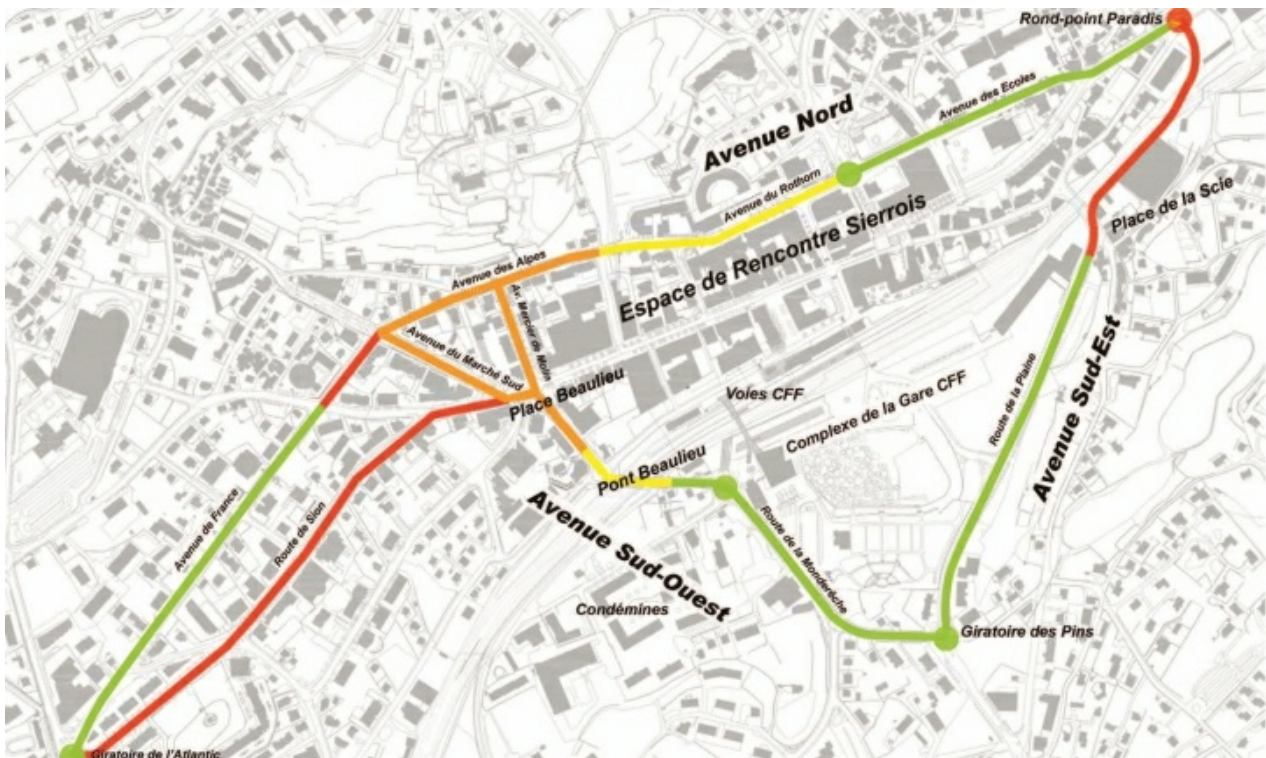 Rond-point Paradis
Avenue des Ecoles
Avenue Nord
Avenue du Rothorn
Place de la Scie
Espace de Rencontre Sierrois
Avenue des Alpes
Av. Mercier de Molin
Avenue du Marché Sud
Place Beaulieu
Voies CFF
Complexe de la Gare CFF
Route de la Plaine
Avenue Sud-Est
Pont Beaulieu
Avenue de France
Route de Sion
Avenue Sud-Ouest
Route de la Monderèche
Condémines
Giratoire des Pins
Giratoire de l'Atlantic